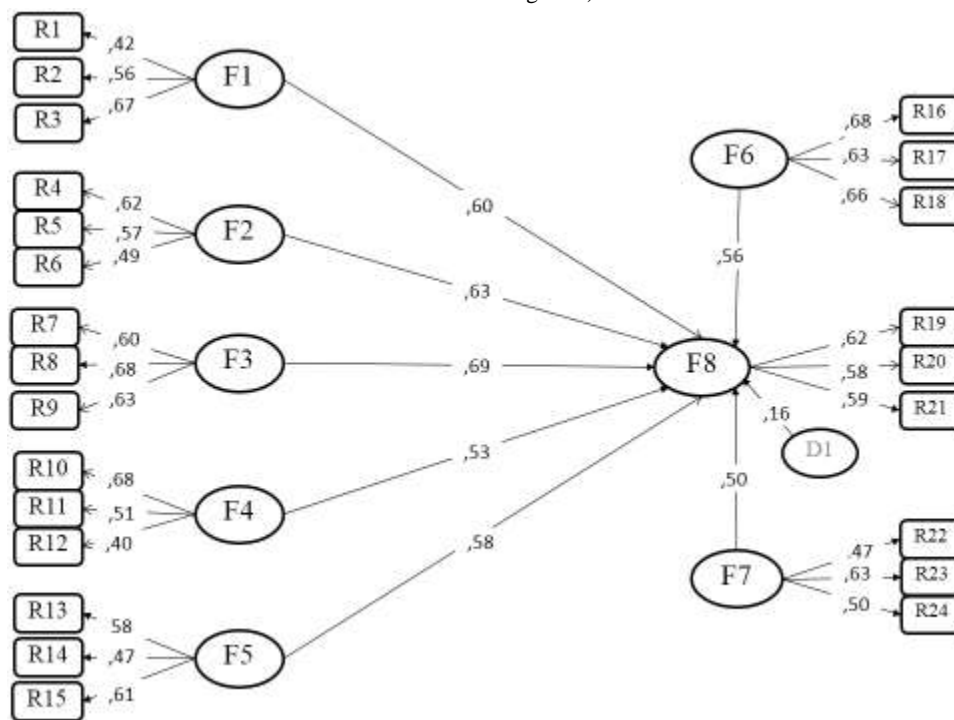 R1
,42
R2
,56
R3
,67
F1
R4
,62
R5
,57
R6
,49
F2
R7
,60
R8
,68
R9
,63
F3
R10
,68
R11
,51
R12
,40
F4
R13
58
R14
,47
R15
,61
F5
,60
,63
,69
,53
,58
F6
,68
R16
,63
R17
,66
R18
,56
F8
,62
R19
,58
R20
,59
R21
,16
D1
,50
F7
47
R22
,63
R23
,50
R24